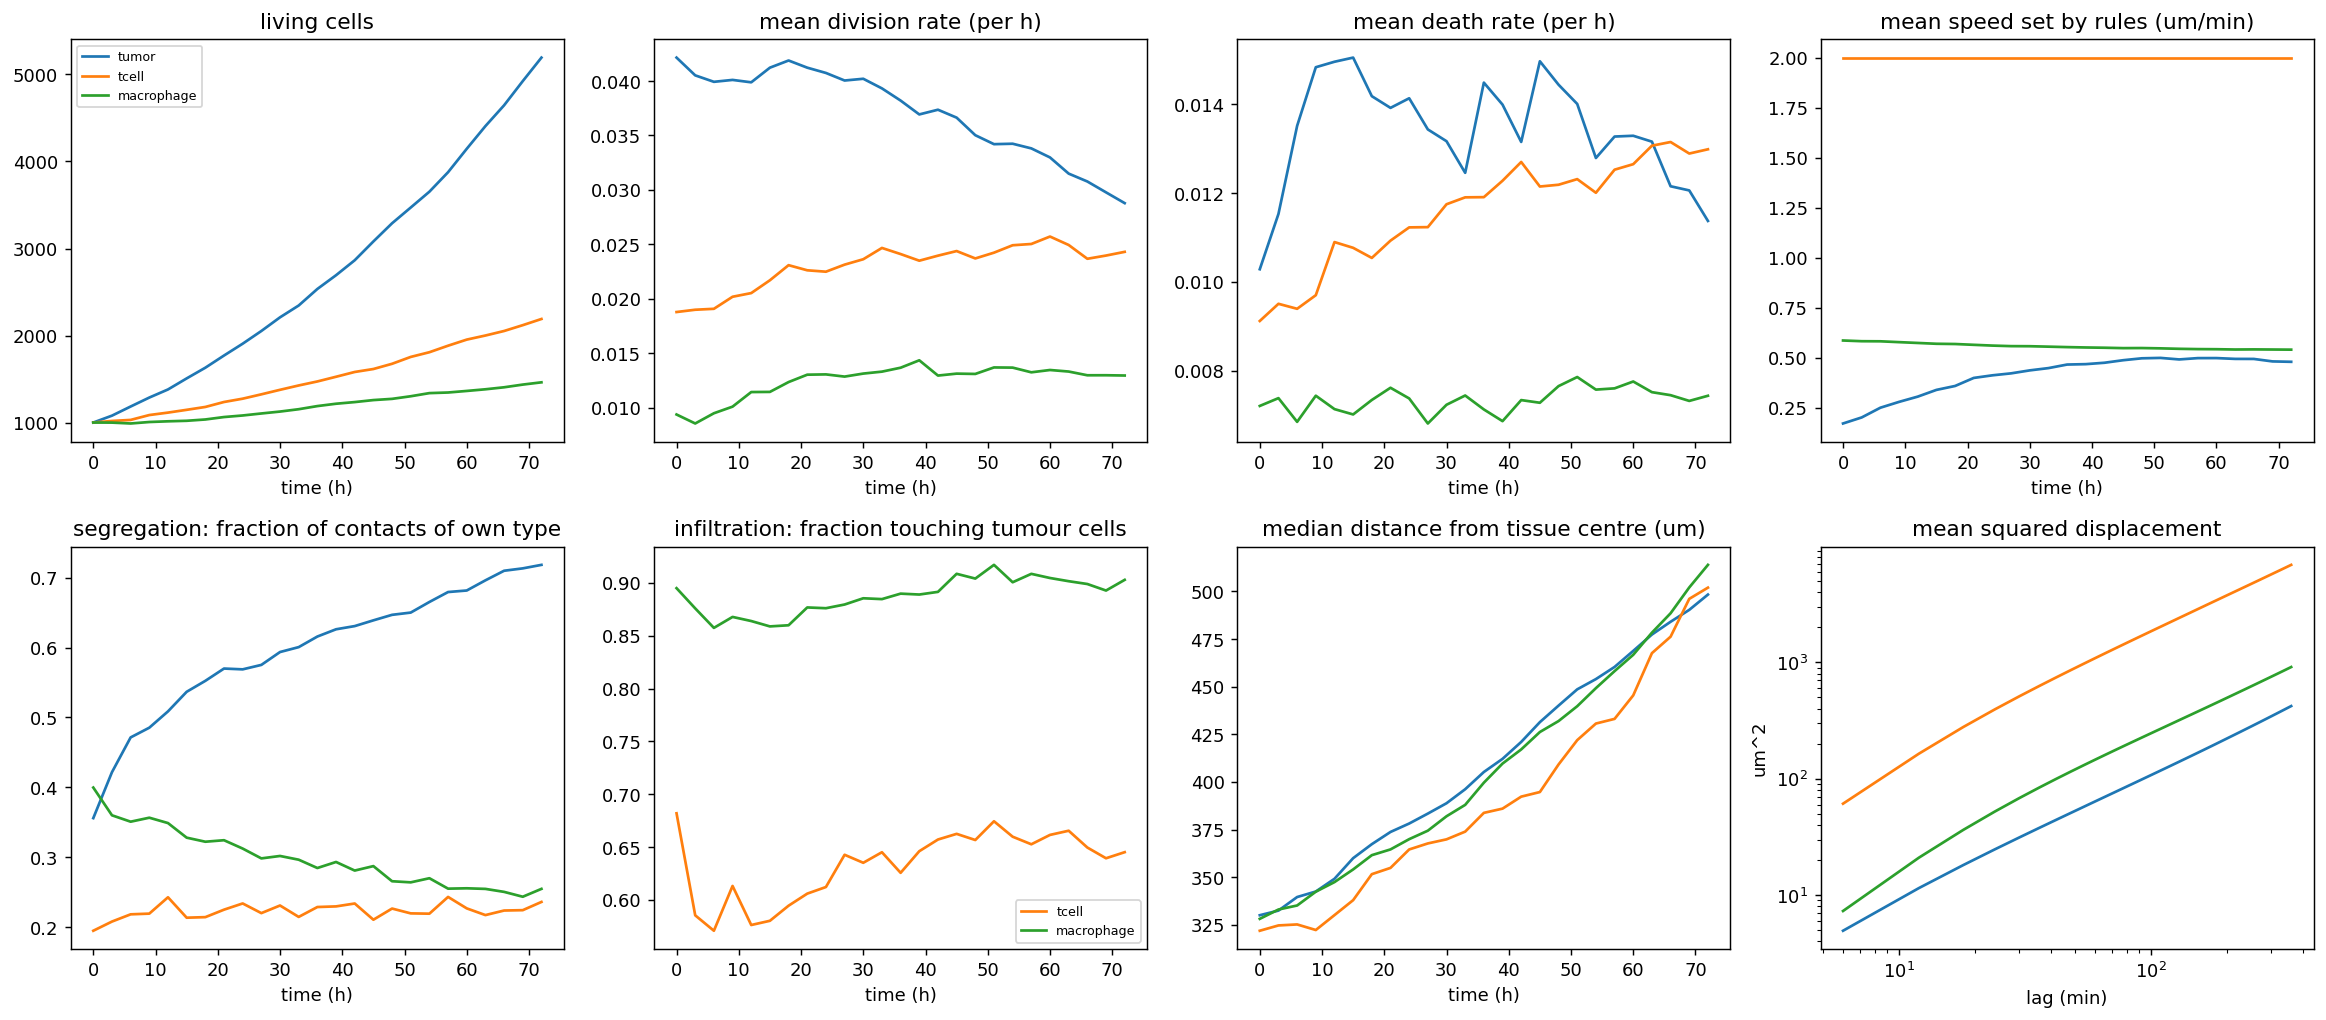 living cells
tumor
tcell
macrophage
5000
4000
3000
2000
1000
0 10 20 30 40 50 60 70
time (h)
mean division rate (per h)
0.040
0.035
0.030
0.025
0.020
0.015
0.010
0 10 20 30 40 50 60 70
time (h)
mean death rate (per h)
0.014
0.012
0.010
0.008
0 10 20 30 40 50 60 70
time (h)
mean speed set by rules (um/min)
2.00
1.75
1.50
1.25
1.00
0.75
0.50
0.25
0 10 20 30 40 50 60 70
time (h)
segregation: fraction of contacts of own type
0.7
0.6
0.5
0.4
0.3
0.2
0 10 20 30 40 50 60 70
time (h)
infiltration: fraction touching tumour cells
0.90
0.85
0.80
0.75
0.70
0.65
0.60
tcell
macrophage
0 10 20 30 40 50 60 70
time (h)
median distance from tissue centre (um)
500
475
450
425
400
375
350
325
0 10 20 30 40 50 60 70
time (h)
mean squared displacement
um^2
10³
10²
10¹
10¹ 10²
lag (min)